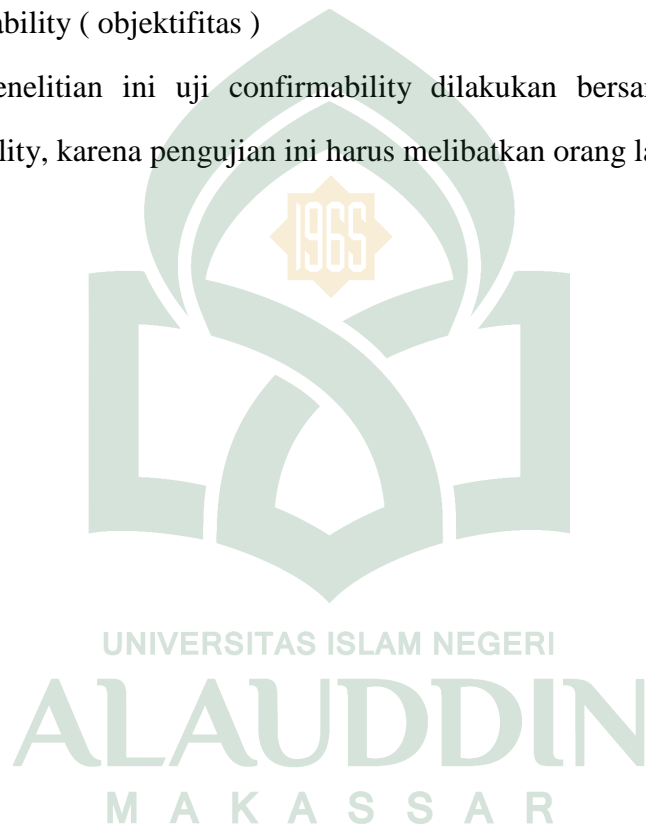 ability ( objektifitas )
enelitian ini uji confirmability dilakukan bersa
lity, karena pengujian ini harus melibatkan orang la
1965
UNIVERSITAS ISLAM NEGERI
ALAUDDIN
MAKASSAR